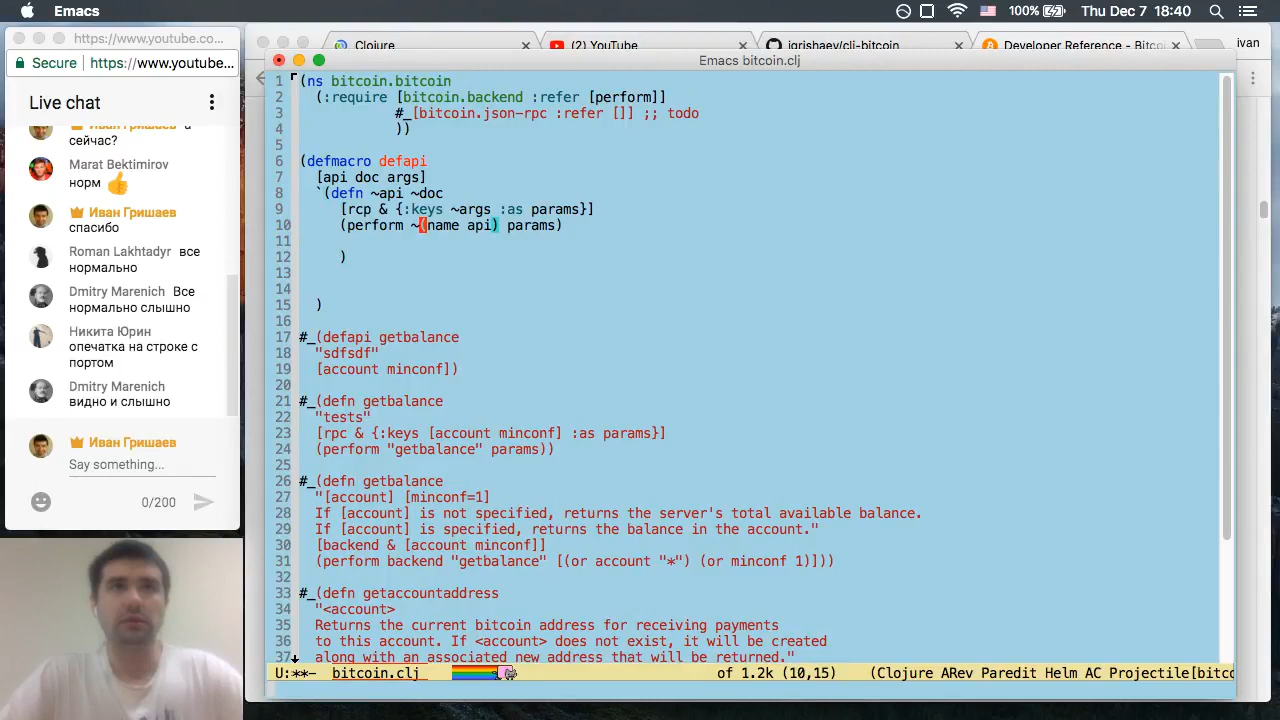 Emacs
100%
Thu Dec 7 18:40
https://www.youtube.co...
Secure
https://www.youtube...
Live chat
Иван Гришаев а
сейчас?
Marat Bektimirov
норм 👍
Иван Гришаев
спасибо
Roman Lakhtadyr все
нормально
Dmitry Marenich Все
нормально слышно
Никита Юрин
опечатка на строке с
портом
Dmitry Marenich
видно и слышно
Иван Гришаев
Say something...
0/200
Clojure
(2) YouTube
igrishaev/clj-bitcoin
Developer Reference - Bitcoi
ivan
Emacs bitcoin.clj
1 (ns bitcoin.bitcoin
2 (:require [bitcoin.backend :refer [perform]]
3 #_[bitcoin.json-rpc :refer []] ;; todo
4 ))
5
6 (defmacro defapi
7 [api doc args]
8 `(defn ~api ~doc
9 [rcp & {:keys ~args :as params}]
10 (perform ~(name api) params)
11
12 )
13
14
15 )
16
17 #_(defapi getbalance
18 "sdfsdf"
19 [account minconf])
20
21 #_(defn getbalance
22 "tests"
23 [rpc & {:keys [account minconf] :as params}]
24 (perform "getbalance" params))
25
26 #_(defn getbalance
27 "[account] [minconf=1]
28 If [account] is not specified, returns the server's total available balance.
29 If [account] is specified, returns the balance in the account."
30 [backend & [account minconf]]
31 (perform backend "getbalance" [(or account "*") (or minconf 1)]))
32
33 #_(defn getaccountaddress
34 "<account>
35 Returns the current bitcoin address for receiving payments
36 to this account. If <account> does not exist, it will be created
37 along with an associated new address that will be returned."
U:**- bitcoin.clj of 1.2k (10,15) (Clojure ARev Paredit Helm AC Projectile[bitco